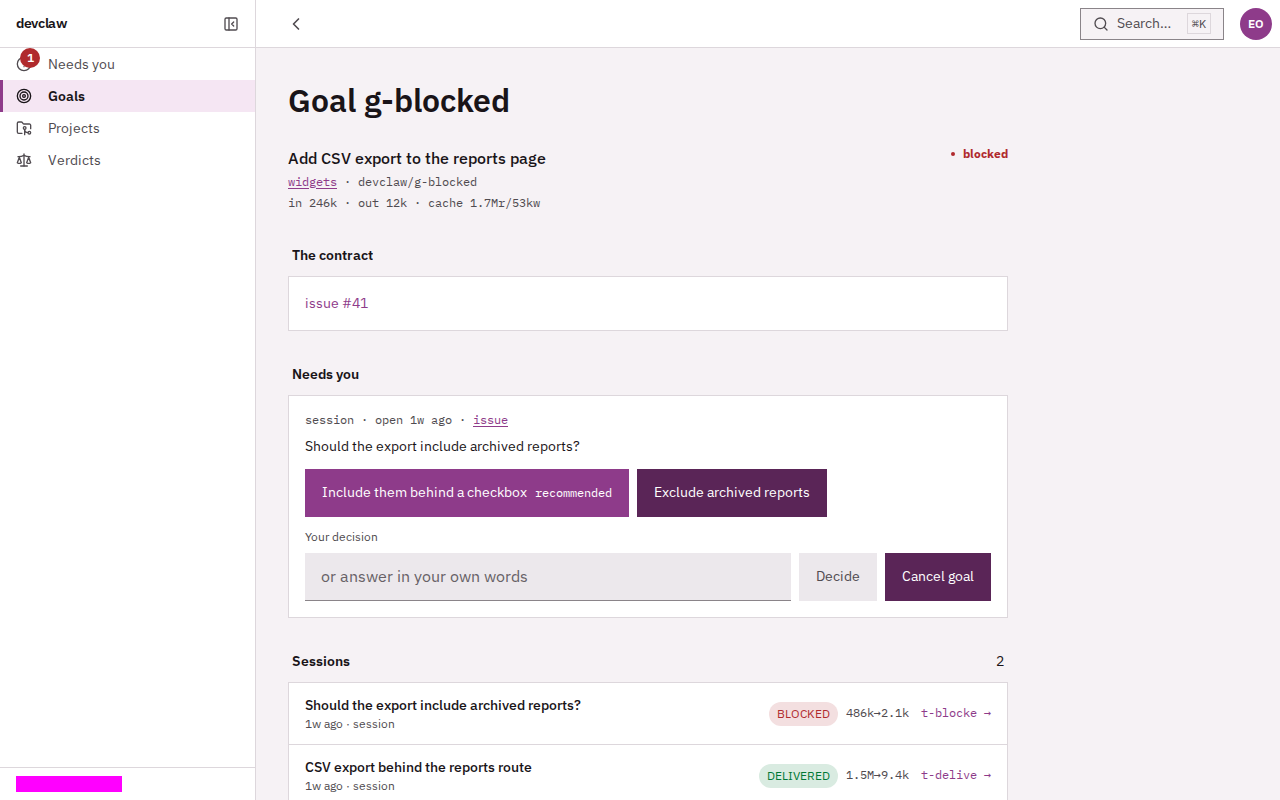 devclaw
Search...
⌘K
EO
1
Needs you
Goals
Projects
Verdicts
Goal g-blocked
Add CSV export to the reports page
• blocked
widgets · devclaw/g-blocked
in 246k · out 12k · cache 1.7Mr/53kw
The contract
issue #41
Needs you
session · open 1w ago · issue
Should the export include archived reports?
Include them behind a checkbox recommended
Exclude archived reports
Your decision
or answer in your own words
Decide
Cancel goal
Sessions
2
Should the export include archived reports?
1w ago · session
BLOCKED
486k→2.1k
t-blocke →
CSV export behind the reports route
1w ago · session
DELIVERED
1.5M→9.4k
t-delive →